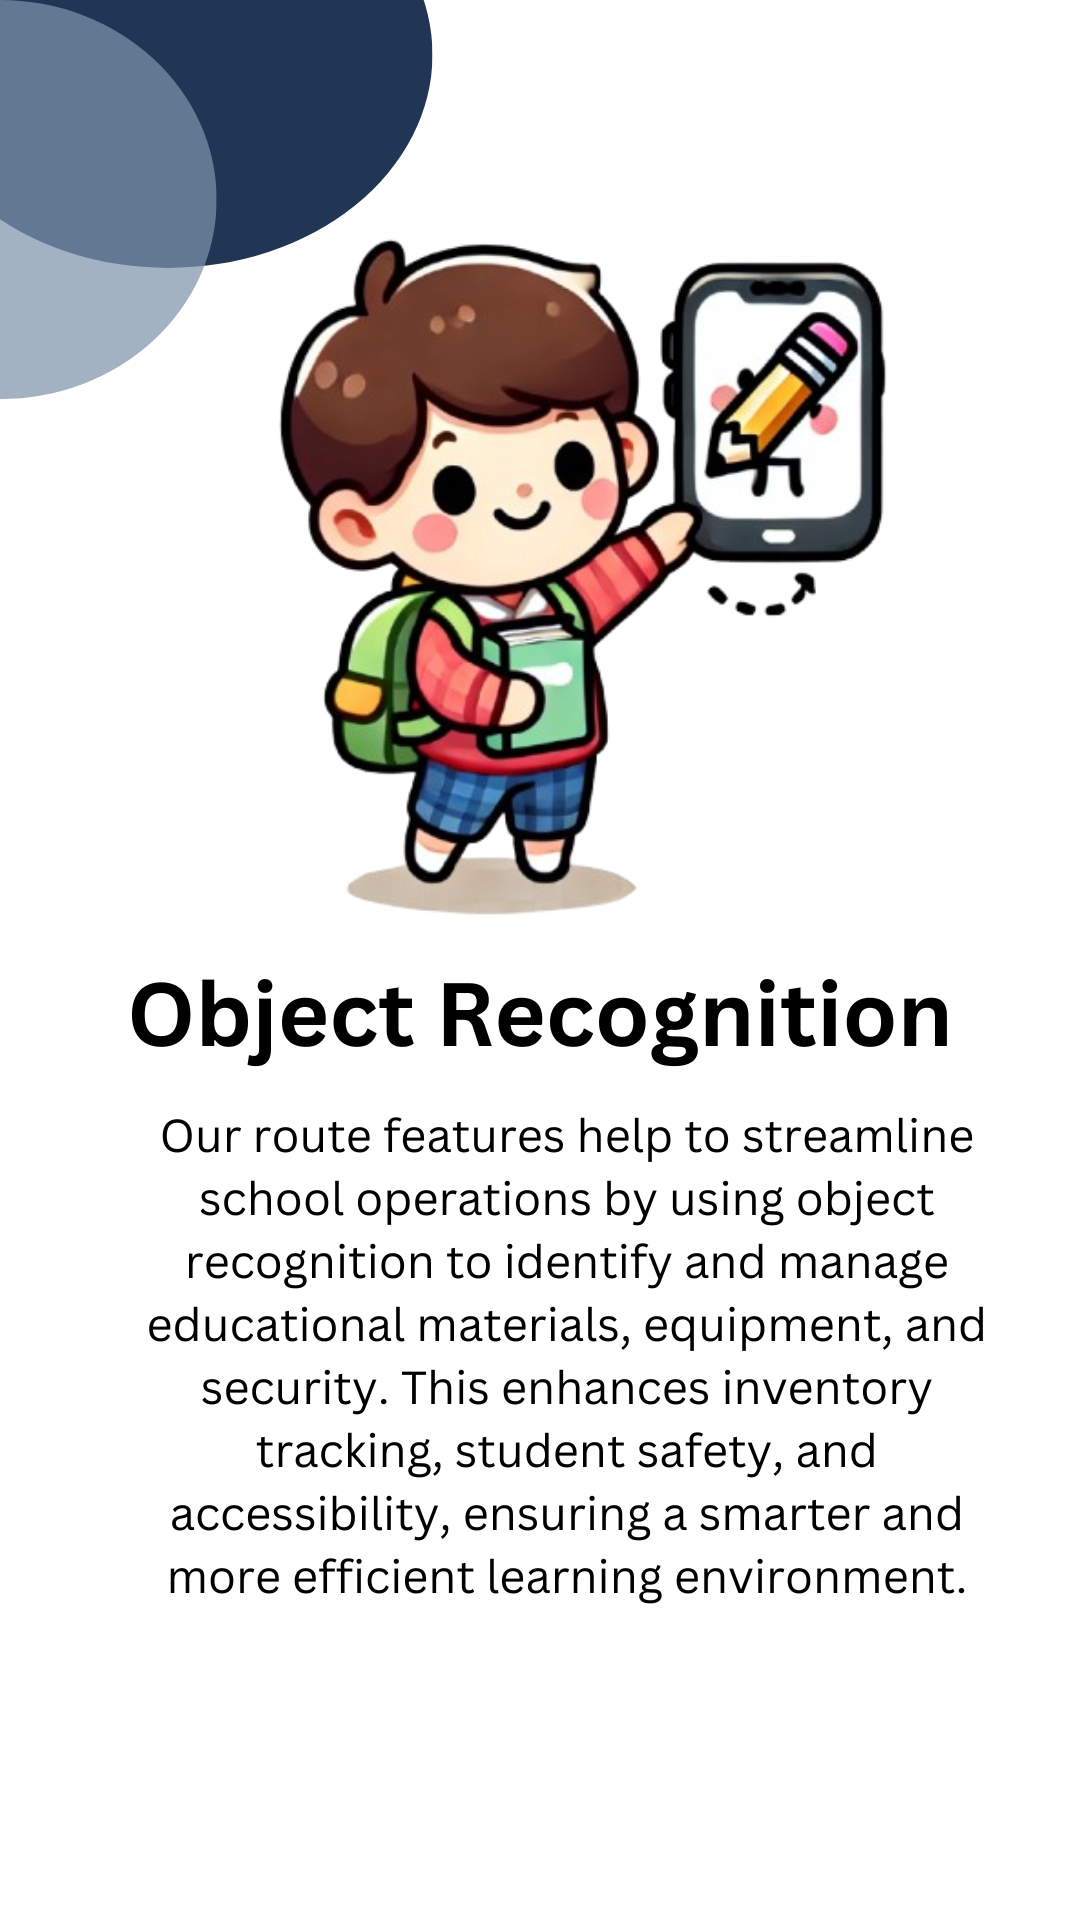 Object Recognition
Our route features help to streamline
school operations by using object
recognition to identify and manage
educational materials, equipment, and
security. This enhances inventory
tracking, student safety, and
accessibility, ensuring a smarter and
more efficient learning environment.